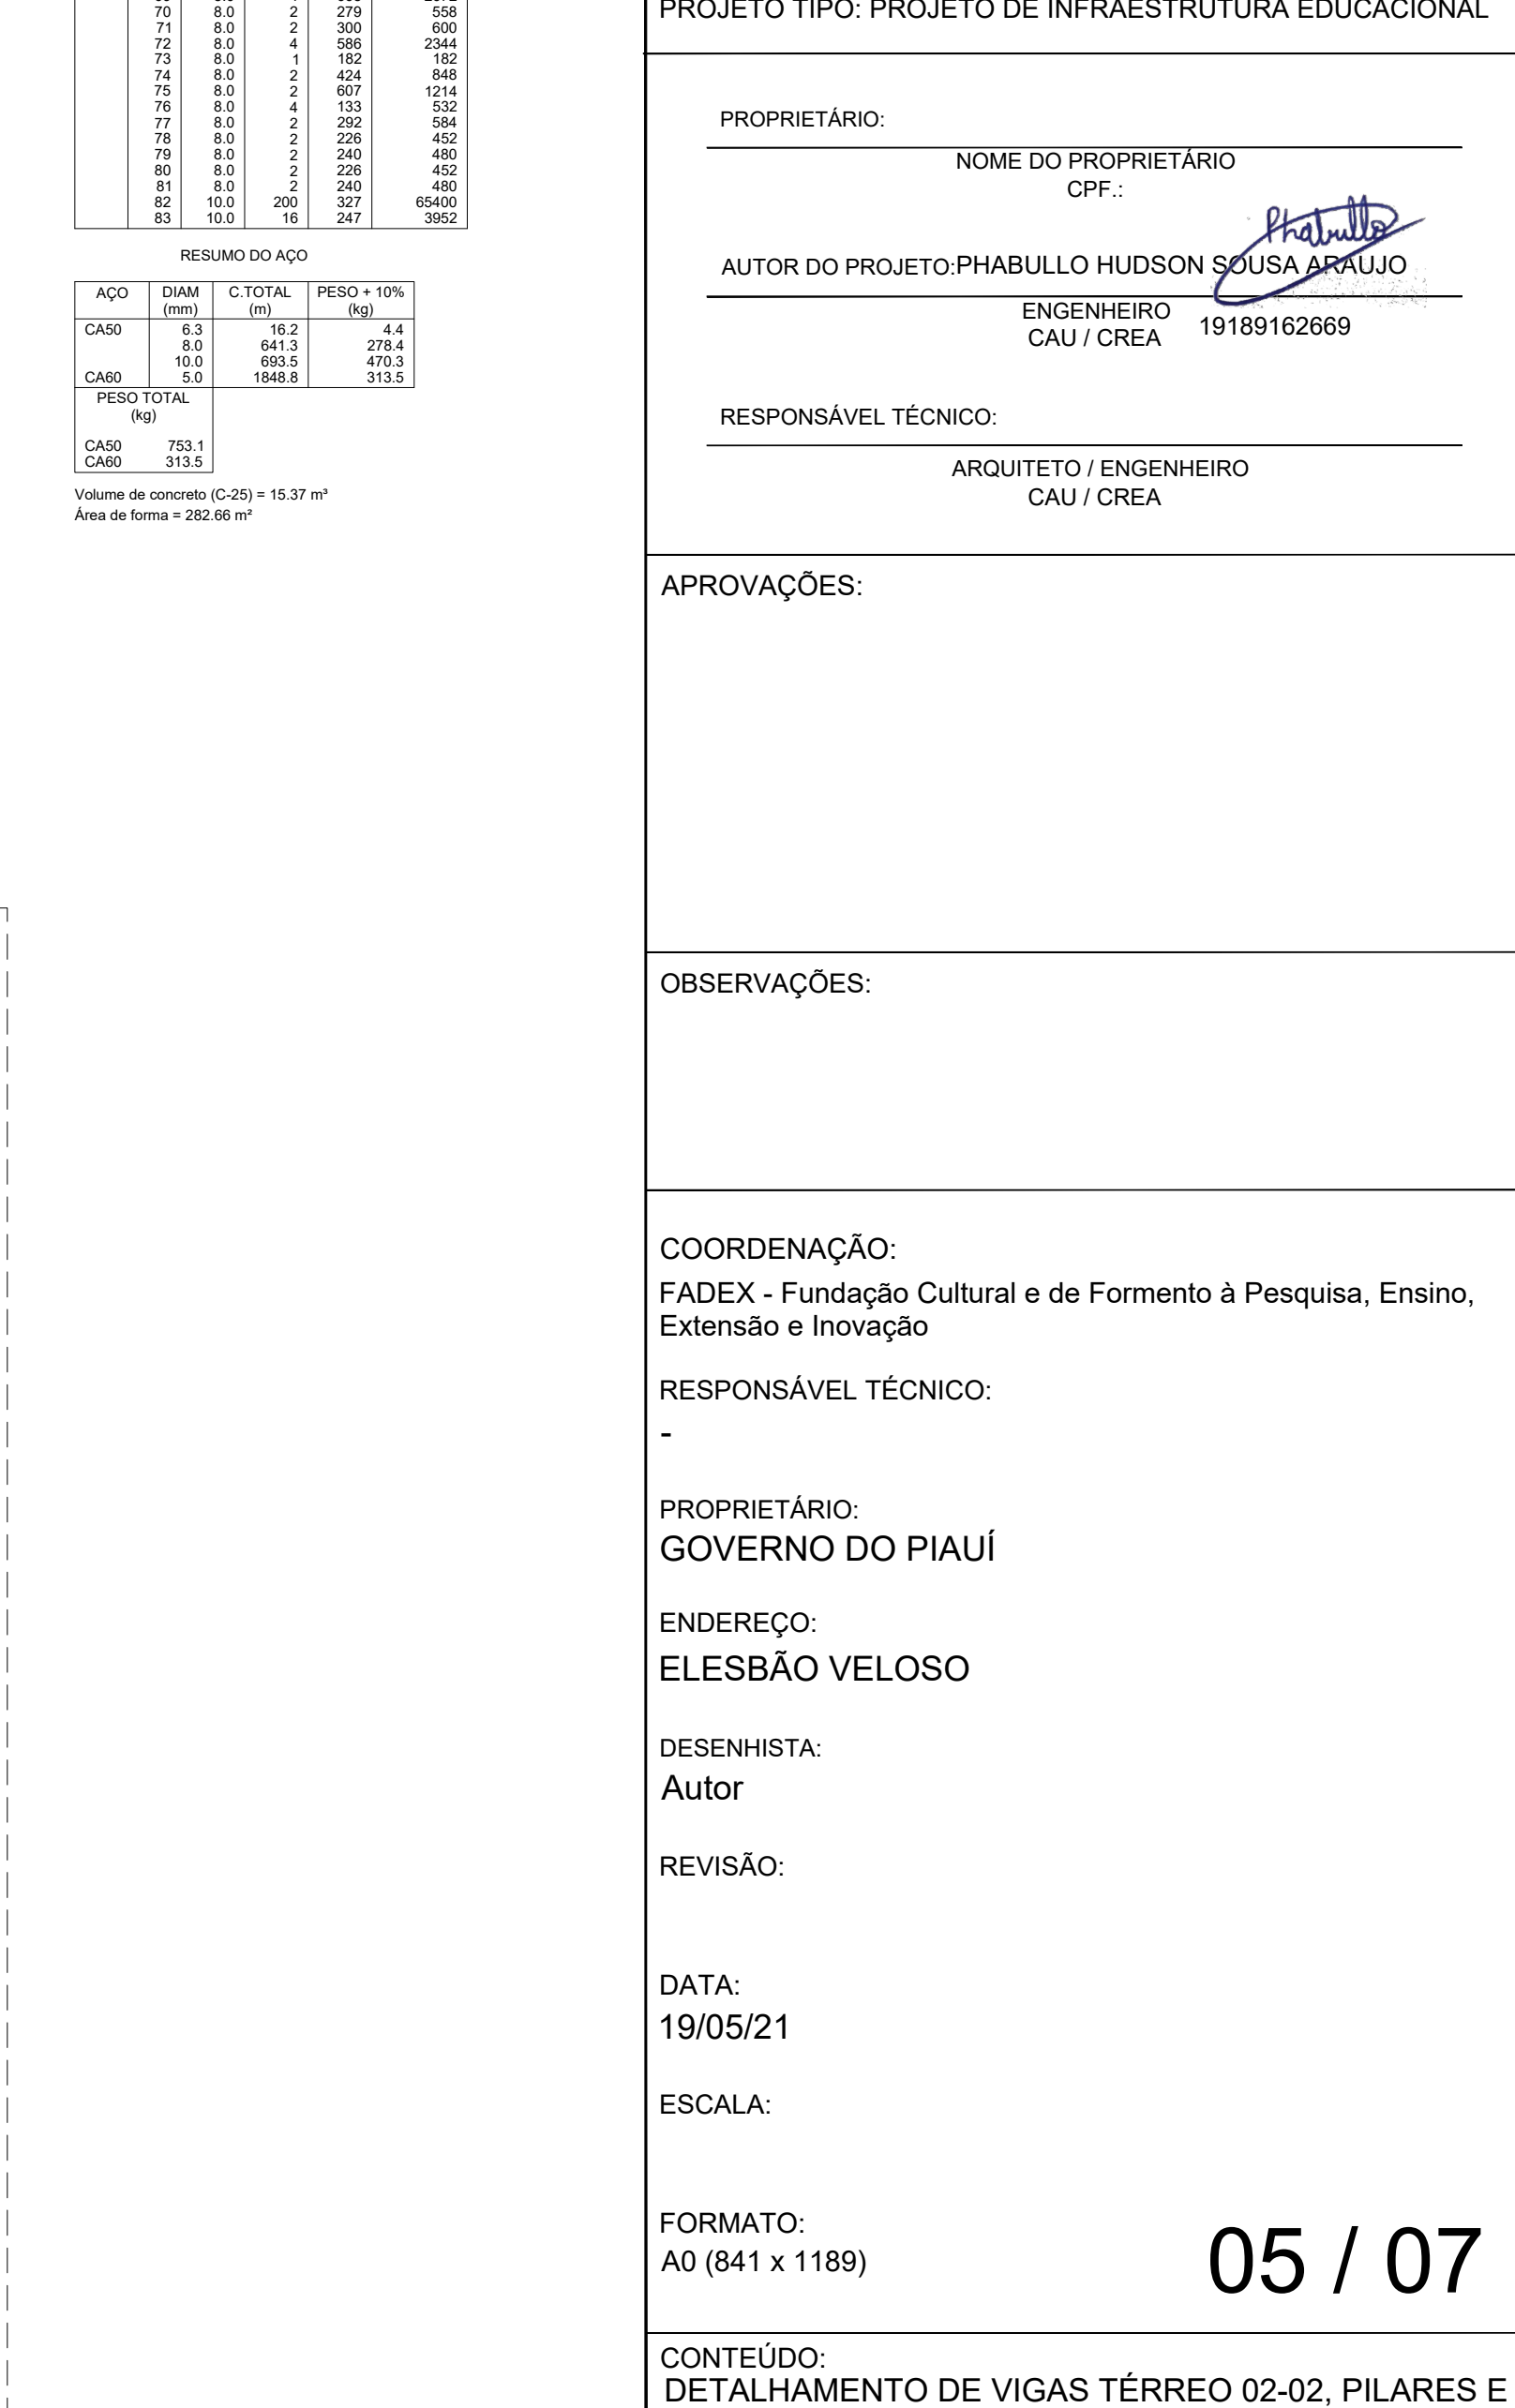 70 8.0 2 279 558
71 8.0 2 300 600
72 8.0 4 586 2344
73 8.0 1 182 182
74 8.0 2 424 848
75 8.0 2 607 1214
76 8.0 4 133 532
77 8.0 2 292 584
78 8.0 2 226 452
79 8.0 2 240 480
80 8.0 2 226 452
81 8.0 2 240 480
82 10.0 200 327 65400
83 10.0 16 247 3952
RESUMO DO AÇO
AÇO DIAM C.TOTAL PESO + 10%
(mm) (m) (kg)
CA50 6.3 16.2 4.4
8.0 641.3 278.4
10.0 693.5 470.3
CA60 5.0 1848.8 313.5
PESO TOTAL
(kg)
CA50 753.1
CA60 313.5
Volume de concreto (C-25) = 15.37 m³
Área de forma = 282.66 m²
PROJETO TIPO: PROJETO DE INFRAESTRUTURA EDUCACIONAL
PROPRIETÁRIO:
NOME DO PROPRIETÁRIO
CPF.:
Phabullo
AUTOR DO PROJETO:PHABULLO HUDSON SOUSA ARAUJO
ENGENHEIRO
CAU / CREA 19189162669
RESPONSÁVEL TÉCNICO:
ARQUITETO / ENGENHEIRO
CAU / CREA
APROVAÇÕES:
OBSERVAÇÕES:
COORDENAÇÃO:
FADEX - Fundação Cultural e de Formento à Pesquisa, Ensino,
Extensão e Inovação
RESPONSÁVEL TÉCNICO:
-
PROPRIETÁRIO:
GOVERNO DO PIAUÍ
ENDEREÇO:
ELESBÃO VELOSO
DESENHISTA:
Autor
REVISÃO:
DATA:
19/05/21
ESCALA:
FORMATO:
A0 (841 x 1189)
05 / 07
CONTEÚDO:
DETALHAMENTO DE VIGAS TÉRREO 02-02, PILARES E